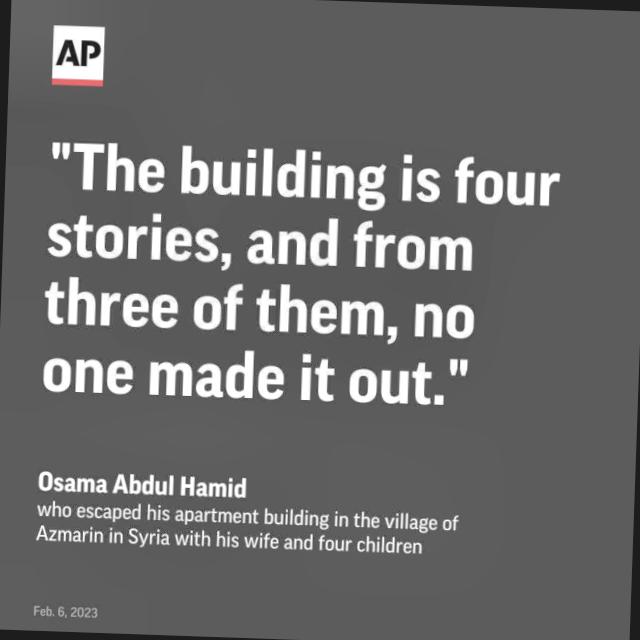 AP
"The building is four
stories, and from
three of them, no
one made it out."
Osama Abdul Hamid
who escaped his apartment building in the village of
Azmarin in Syria with his wife and four children
Feb. 6, 2023